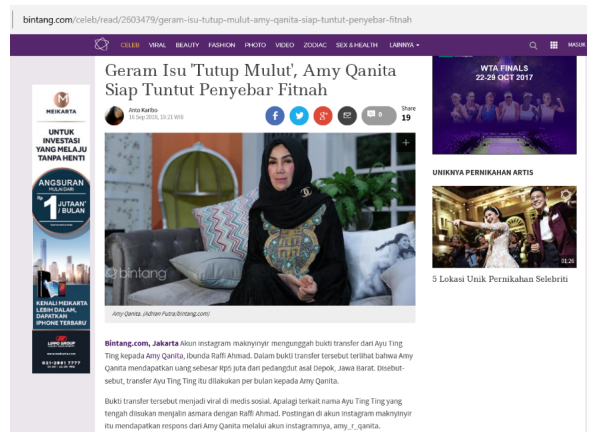 bintang.com/celeb/read/2603479/geram-isu-tutup-mulut-amy-qanita-siap-tuntut-penyebar-fitnah
CELEB VIRAL BEAUTY FASHION PHOTO VIDEO ZODIAC SEX & HEALTH LAINNYA MASUK
Geram Isu 'Tutup Mulut', Amy Qanita
Siap Tuntut Penyebar Fitnah
Anto Karibo
16 Sep 2016, 19:21 WIB
0
Share
19
MEIKARTA
UNTUK
INVESTASI
YANG MELAJU
TANPA HENTI
ANGSURAN
MULAI DARI
Rp 1 JUTAAN*
/ BULAN
KENALI MEIKARTA
LEBIH DALAM,
DAPATKAN
IPHONE TERBARU
LIPPO GROUP
bintang
Amy Qanita. (Adrian Putra/bintang.com)
Bintang.com, Jakarta Akun instagram maknyinyir mengunggah bukti transfer dari Ayu Ting
Ting kepada Amy Qanita, ibunda Raffi Ahmad. Dalam bukti transfer tersebut terlihat bahwa Amy
Qanita mendapatkan uang sebesar Rp5 juta dari pedangdut asal Depok, Jawa Barat. Disebut-
sebut, transfer Ayu Ting Ting itu dilakukan per bulan kepada Amy Qanita.
Bukti transfer tersebut menjadi viral di medis sosial. Apalagi terkait nama Ayu Ting Ting yang
tengah diisukan menjalin asmara dengan Raffi Ahmad. Postingan di akun instagram maknyinyir
itu mendapatkan respons dari Amy Qanita melalui akun instagramnya, amy_r_qanita.
WTA FINALS
22-29 OCT 2017
UNIKNYA PERNIKAHAN ARTIS
01:26
5 Lokasi Unik Pernikahan Selebriti